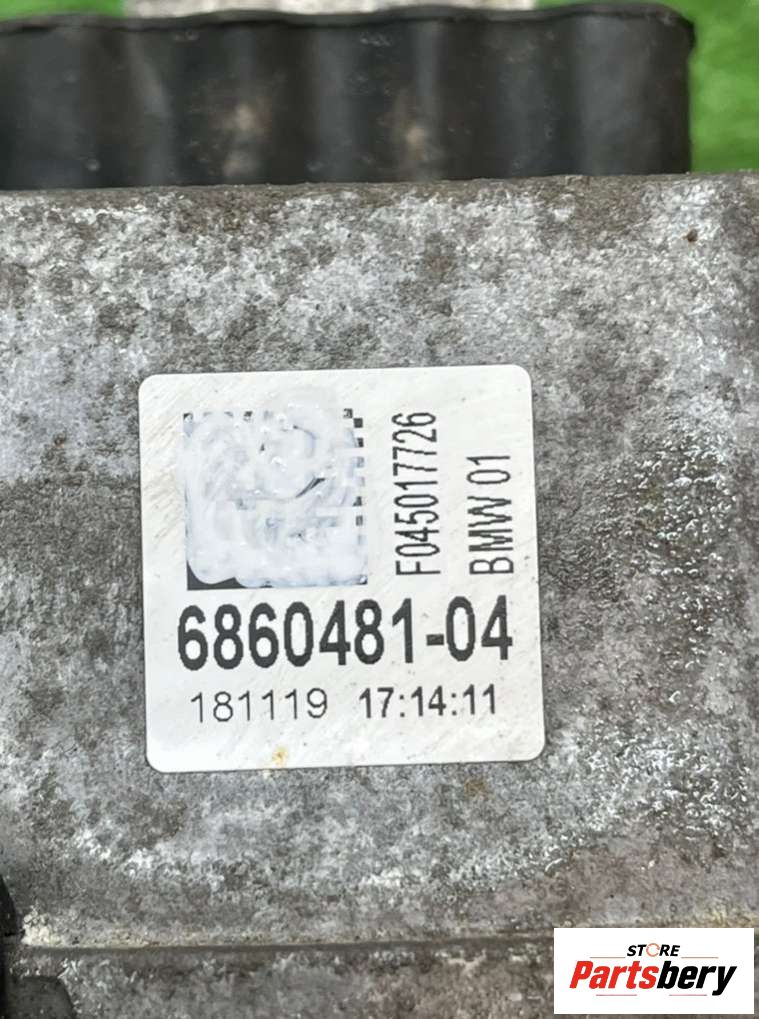 F045017726
BMW 01
6860481-04
181119 17:14:11
STORE
Partsbery